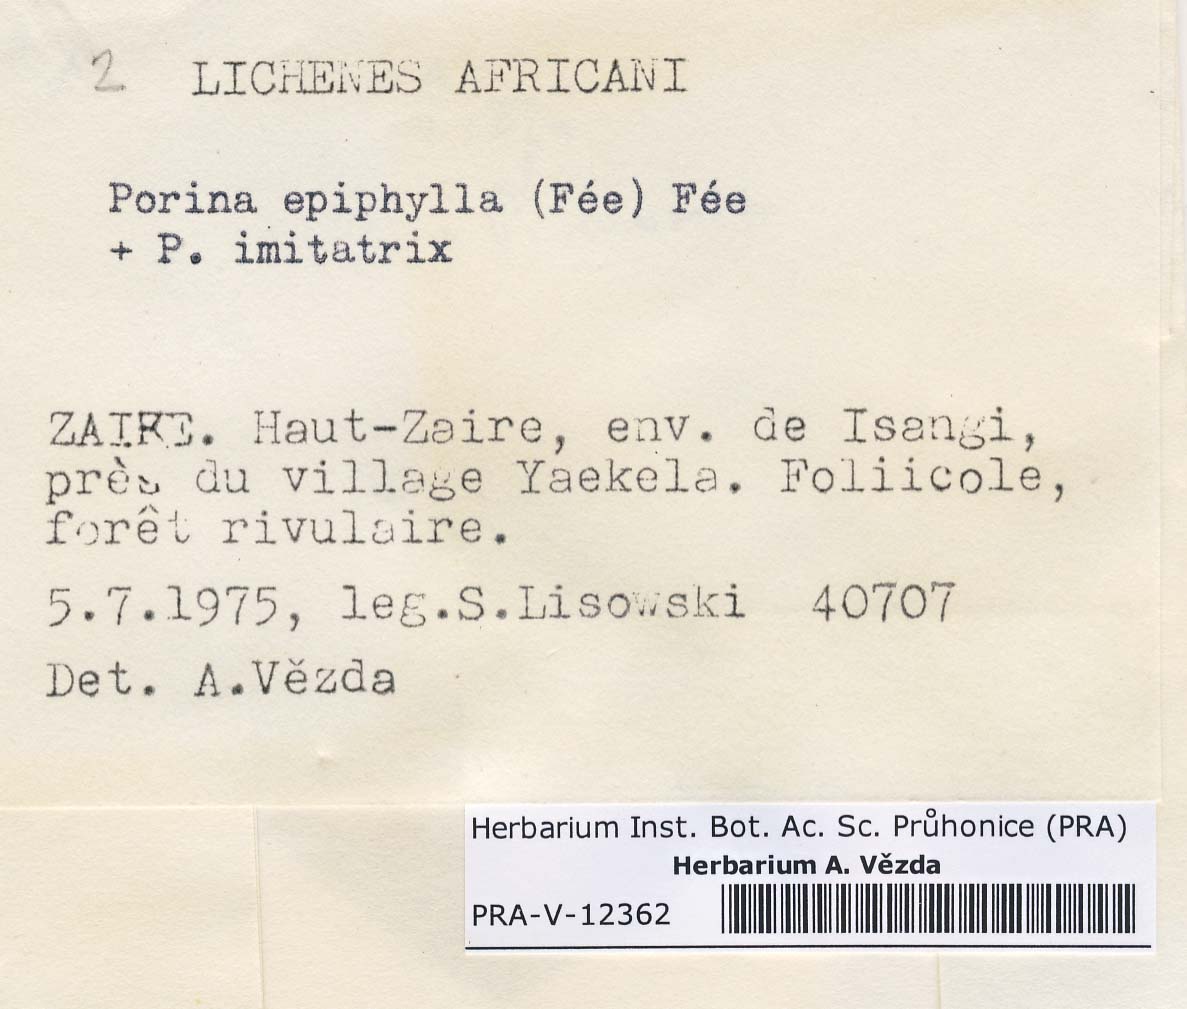 2 LICHENES AFRICANI
Porina epiphylla (Fée) Fée
+ P. imitatrix
ZAIRE. Haut-Zaire, env. de Isangi,
près du village Yaekela. Foliicole,
forêt rivulaire.
5.7.1975, leg.S.Lisowski 40707
Det. A.Vězda
Herbarium Inst. Bot. Ac. Sc. Průhonice (PRA)
Herbarium A. Vězda
PRA-V-12362